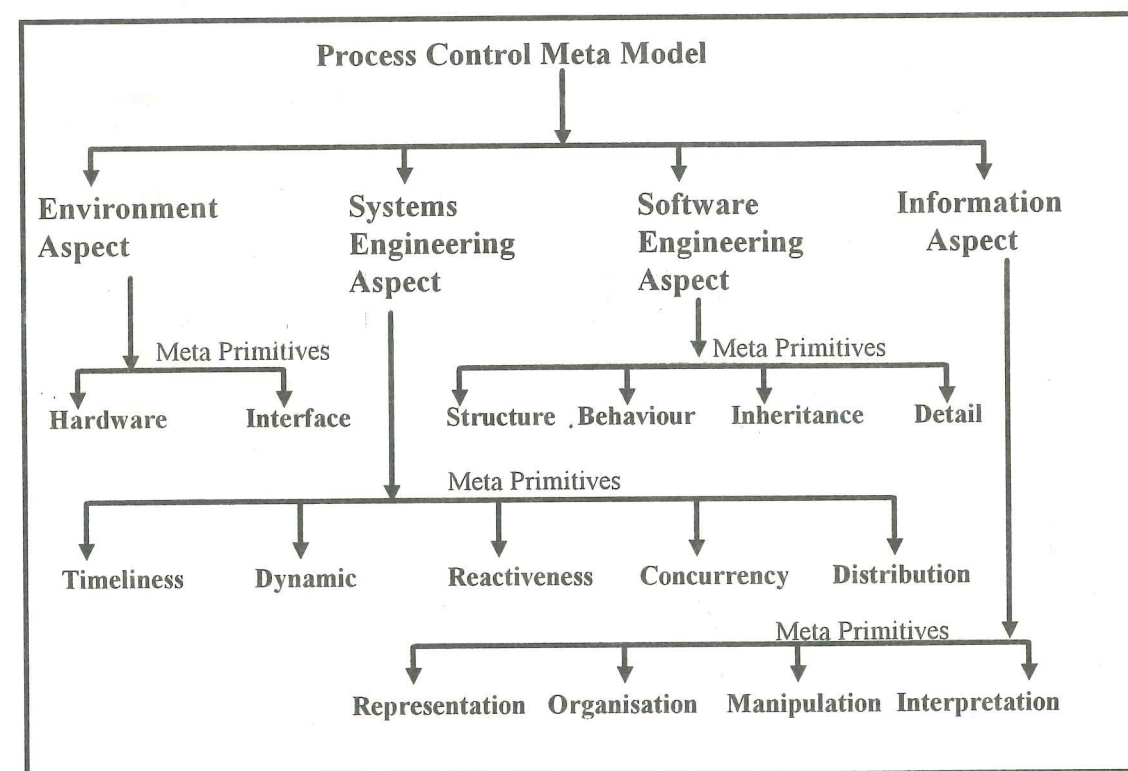 Process Control Meta Model
Environment
Aspect
Systems
Engineering
Aspect
Software
Engineering
Aspect
Information
Aspect
Meta Primitives
Hardware
Interface
Meta Primitives
Structure
Behaviour
Inheritance
Detail
Meta Primitives
Timeliness
Dynamic
Reactiveness
Concurrency
Distribution
Meta Primitives
Representation
Organisation
Manipulation
Interpretation